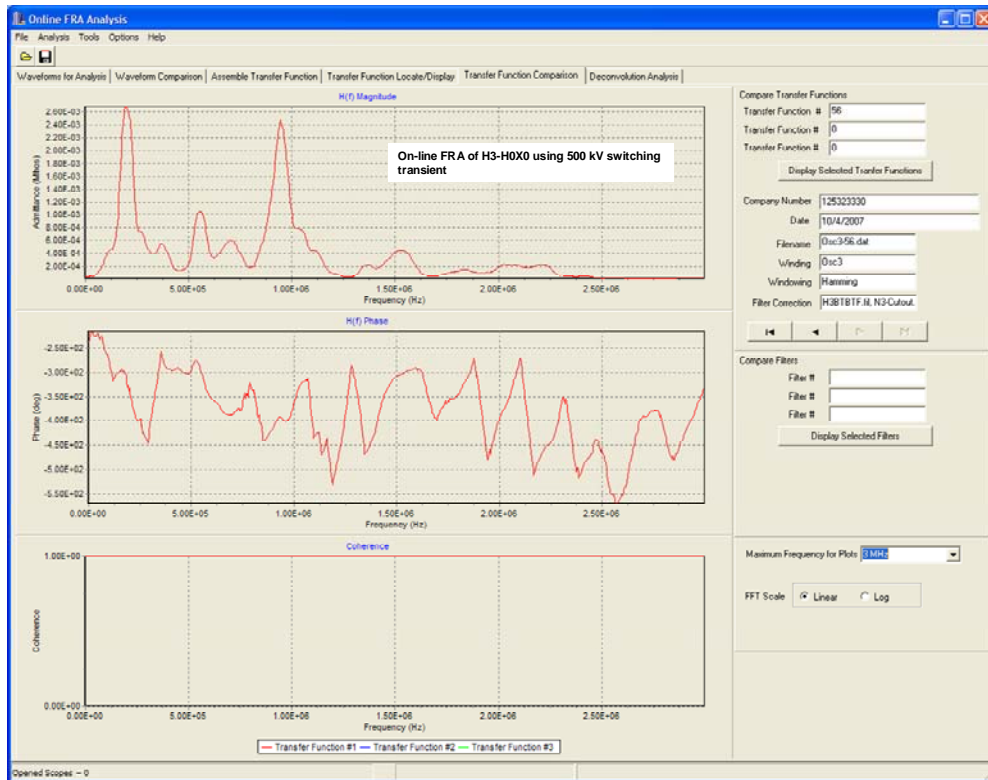 Online FRA Analysis
File Analysis Tools Options Help
Waveforms for Analysis Waveform Comparison Assemble Transfer Function Transfer Function Locate/Display Transfer Function Comparison Deconvolution Analysis
H(f) Magnitude
2.60E-03
2.40E-03
2.20E-03
2.00E-03
1.80E-03
1.60E-03
1.40E-03
1.20E-03
1.00E-03
8.00E-04
6.00E-04
4.00E-04
2.00E-04
Admittance (Mhos)
On-line FRA of H3-H0X0 using 500 kV switching
transient
0.00E+00 5.00E+05 1.00E+06 1.50E+06 2.00E+06 2.50E+06
Frequency (Hz)
H(f) Phase
-2.50E+02
-3.00E+02
-3.50E+02
-4.00E+02
-4.50E+02
-5.00E+02
-5.50E+02
Phase (deg)
0.00E+00 5.00E+05 1.00E+06 1.50E+06 2.00E+06 2.50E+06
Frequency (Hz)
Coherence
1.00E+00
0.00E+00
Coherence
0.00E+00 5.00E+05 1.00E+06 1.50E+06 2.00E+06 2.50E+06
Frequency (Hz)
Transfer Function #1 Transfer Function #2 Transfer Function #3
Compare Transfer Functions
Transfer Function # 56
Transfer Function # 0
Transfer Function # 0
Display Selected Tranfer Functions
Company Number 125323330
Date 10/4/2007
Filename Osc3-56.dat
Winding Osc3
Windowing Hamming
Filter Correction H3BTBTF.fil, N3-Cutout.
Compare Filters
Filter #
Filter #
Filter #
Display Selected Filters
Maximum Frequency for Plots 3 MHz
FFT Scale Linear Log
Opened Scopes - 0